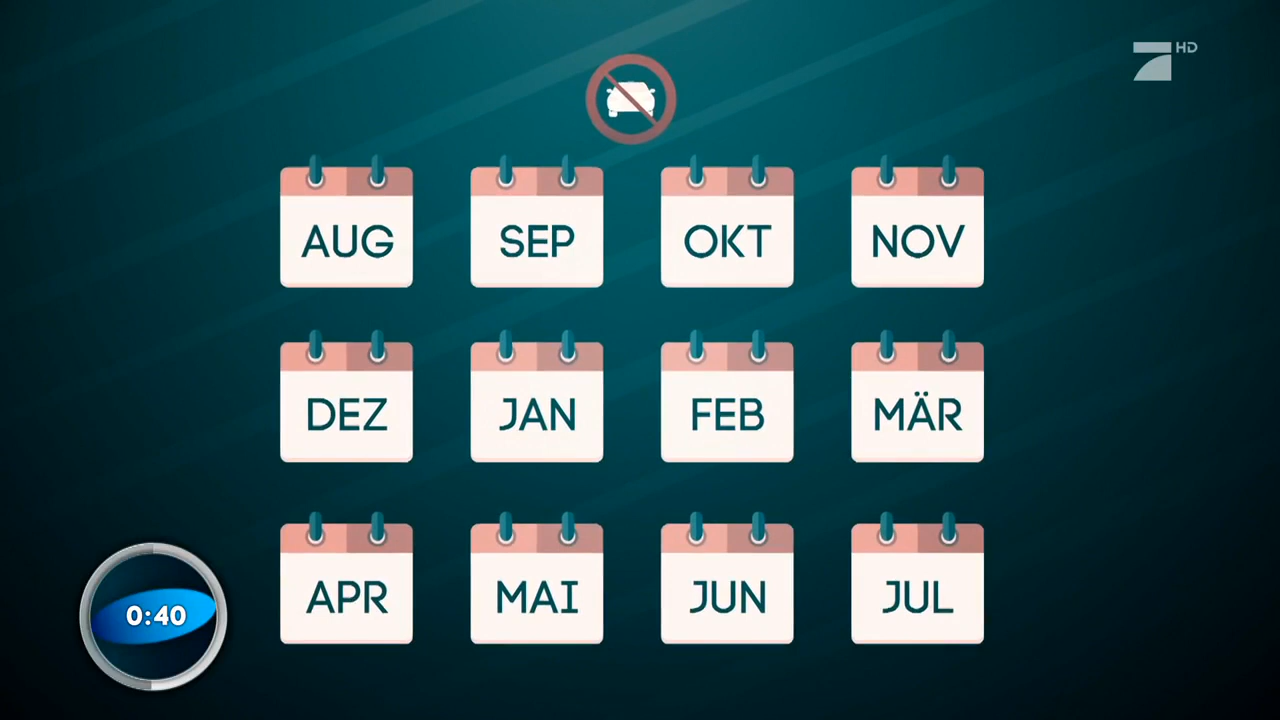 HD
AUG SEP OKT NOV
DEZ JAN FEB MÄR
APR MAI JUN JUL
0:40